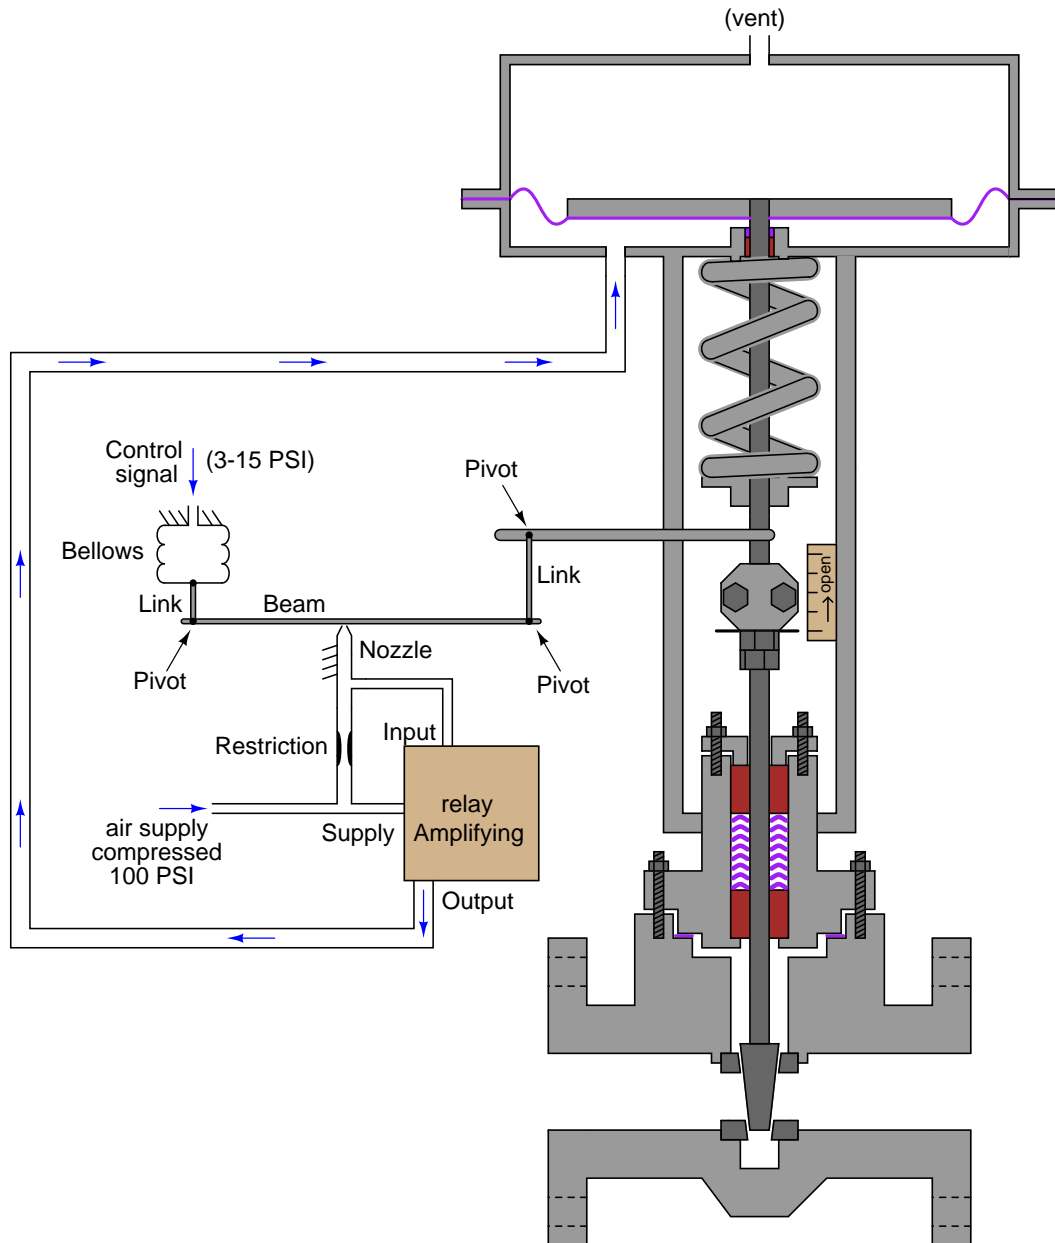 (vent)
Control
signal
(3-15 PSI)
Pivot
Bellows
Link
Beam
Link
open
Nozzle
Pivot
Pivot
Input
Restriction
relay
Amplifying
air supply
compressed
100 PSI
Supply
Output